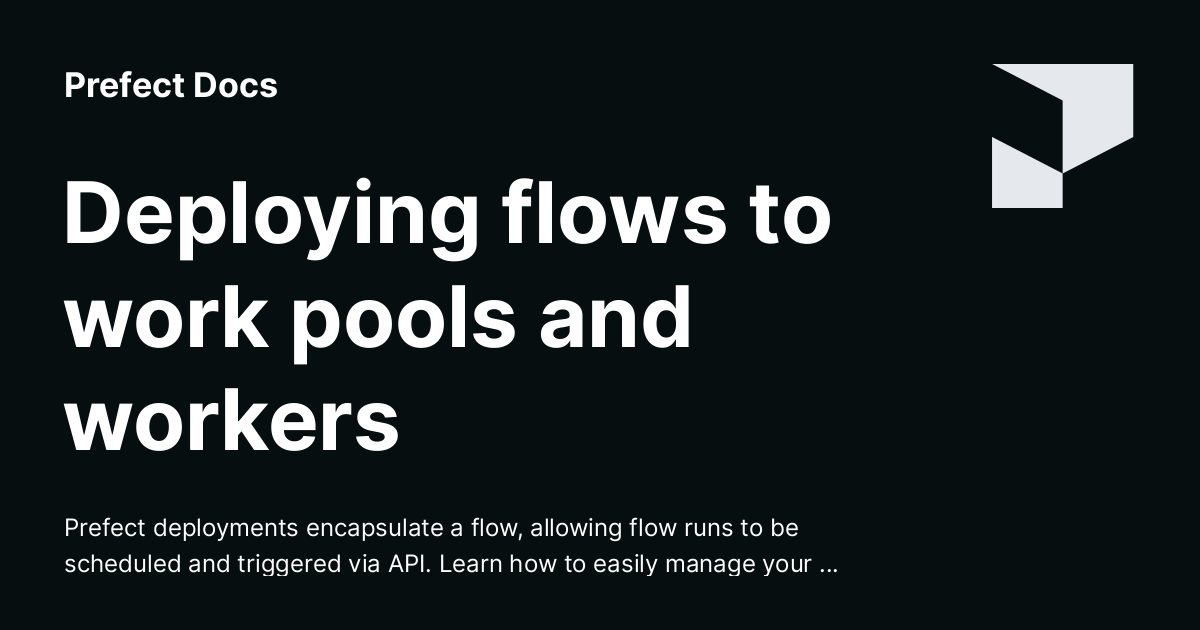 Prefect Docs
Deploying flows to
work pools and
workers
Prefect deployments encapsulate a flow, allowing flow runs to be
scheduled and triggered via API. Learn how to easily manage your ...